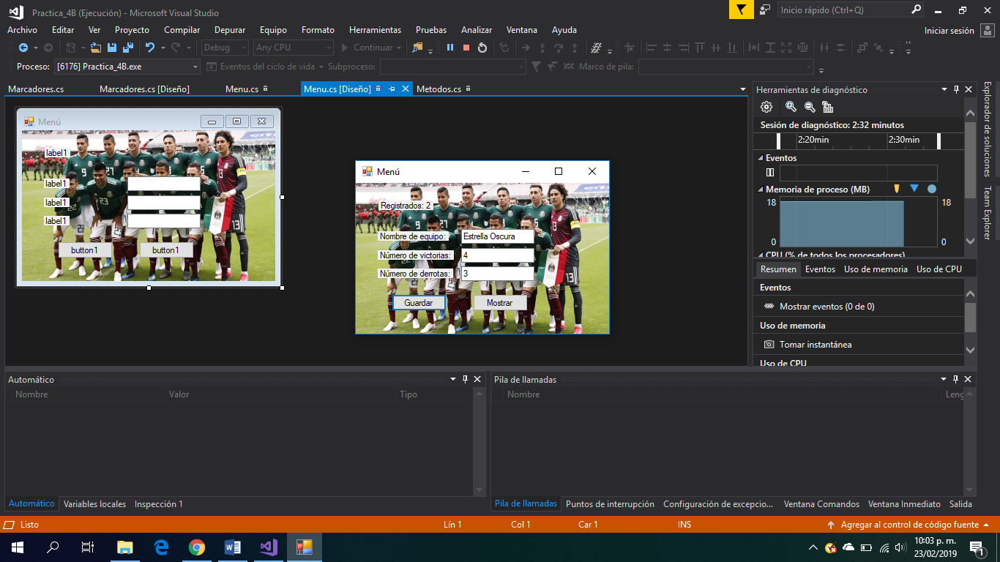 Practica_4B (Ejecución) - Microsoft Visual Studio
Inicio rápido (Ctrl+Q)
Archivo Editar Ver Proyecto Compilar Depurar Equipo Formato Herramientas Pruebas Analizar Ventana Ayuda
Iniciar sesión
Debug Any CPU Continuar
Proceso: [6176] Practica_4B.exe Eventos del ciclo de vida Subproceso: Marco de pila:
Marcadores.cs Marcadores.cs [Diseño] Menu.cs Menu.cs [Diseño] Metodos.cs
Menú
label1
label1
label1
label1
button1 button1
Menú
Registrados: 2
Nombre de equipo: Estrella Oscura
Número de victorias: 4
Número de derrotas: 3
Guardar Mostrar
Herramientas de diagnóstico
Sesión de diagnóstico: 2:32 minutos
2:20min 2:30min
Eventos
Memoria de proceso (MB)
18 18
0 0
CPU (% de todos los procesadores)
Resumen Eventos Uso de memoria Uso de CPU
Eventos
Mostrar eventos (0 de 0)
Uso de memoria
Tomar instantánea
Uso de CPU
Explorador de soluciones
Team Explorer
Automático
Nombre Valor Tipo
Automático Variables locales Inspección 1
Pila de llamadas
Nombre Leng
Pila de llamadas Puntos de interrupción Configuración de excepcio... Ventana Comandos Ventana Inmediato Salida
Listo Lín 1 Col 1 Car 1 INS Agregar al control de código fuente
10:03 p. m.
23/02/2019
1